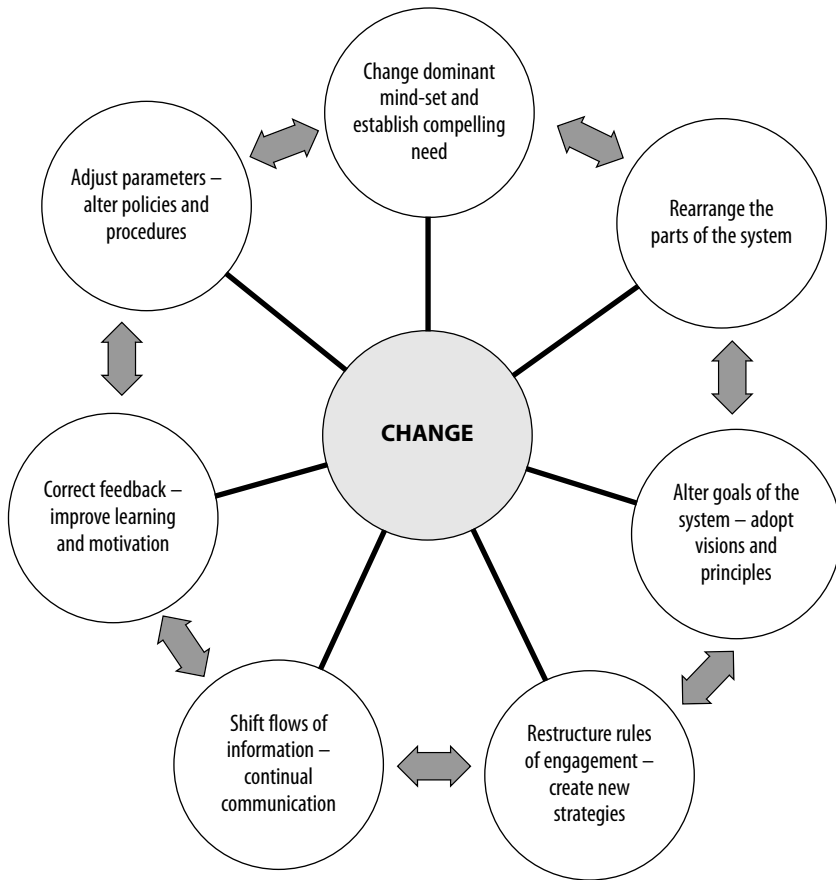 Change dominant
mind-set and
establish compelling
need
Rearrange the
parts of the system
Alter goals of the
system – adopt
visions and
principles
Restructure rules
of engagement –
create new
strategies
Shift flows of
information –
continual
communication
Correct feedback –
improve learning
and motivation
Adjust parameters –
alter policies and
procedures
CHANGE